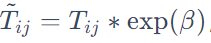 T̃ᵢⱼ = Tᵢⱼ * exp(β)